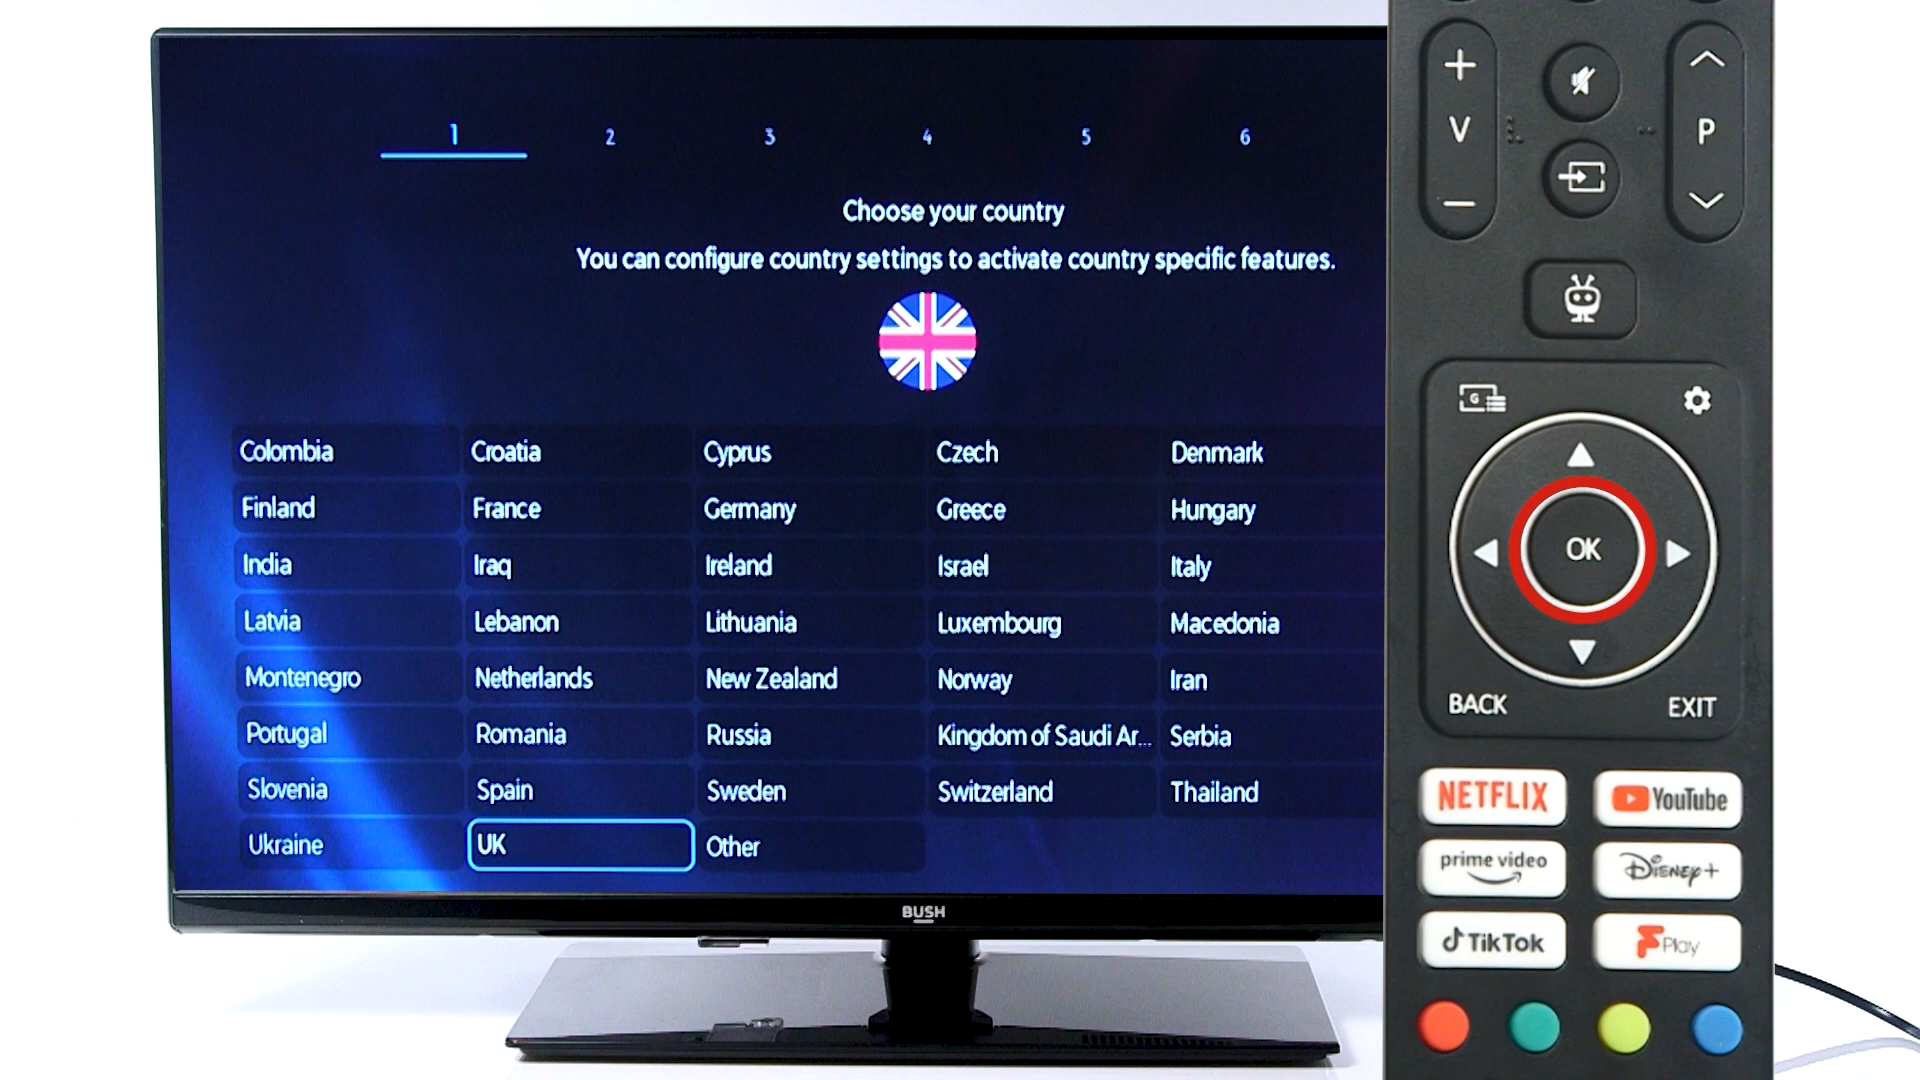 1 2 3 4 5 6
Choose your country
You can configure country settings to activate country specific features.
Colombia Croatia Cyprus Czech Denmark
Finland France Germany Greece Hungary
India Iraq Ireland Israel Italy
Latvia Lebanon Lithuania Luxembourg Macedonia
Montenegro Netherlands New Zealand Norway Iran
Portugal Romania Russia Kingdom of Saudi Ar... Serbia
Slovenia Spain Sweden Switzerland Thailand
Ukraine UK Other
BUSH
+
V P
−
G
OK
BACK EXIT
NETFLIX YouTube
prime video Disney+
TikTok F Play